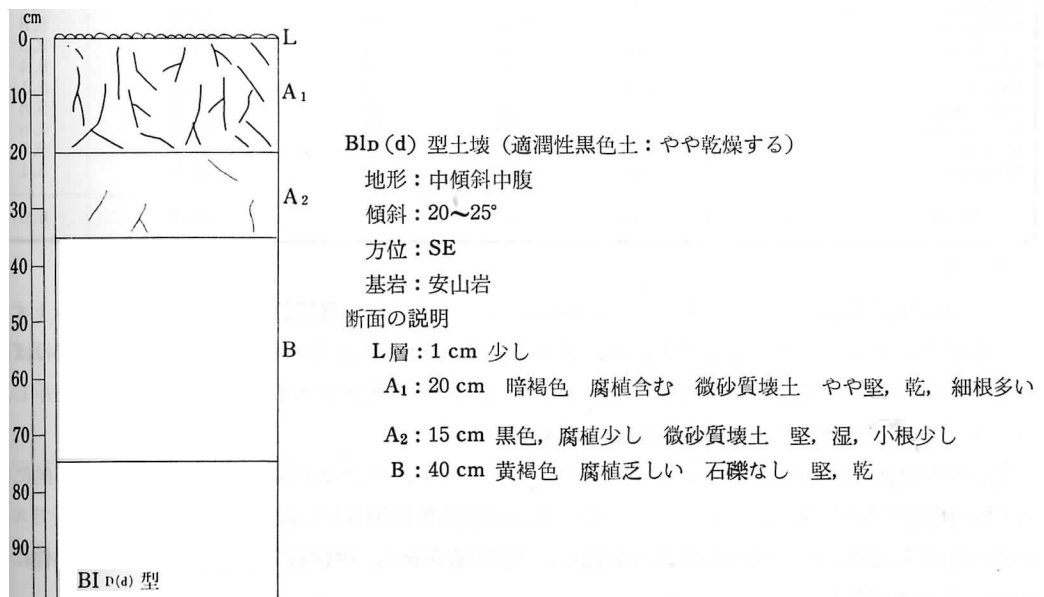 cm
0
10
20
30
40
50
60
70
80
90
L
A₁
A₂
B
BlD(d) 型
BlD(d) 型土壌(適潤性黒色土:やや乾燥する)
地形:中傾斜中腹
傾斜:20〜25°
方位:SE
基岩:安山岩
断面の説明
L層:1 cm 少し
A₁:20 cm 暗褐色 腐植含む 微砂質壊土 やや堅, 乾, 細根多い
A₂:15 cm 黒色, 腐植少し 微砂質壊土 堅, 湿, 小根少し
B:40 cm 黄褐色 腐植乏しい 石礫なし 堅, 乾